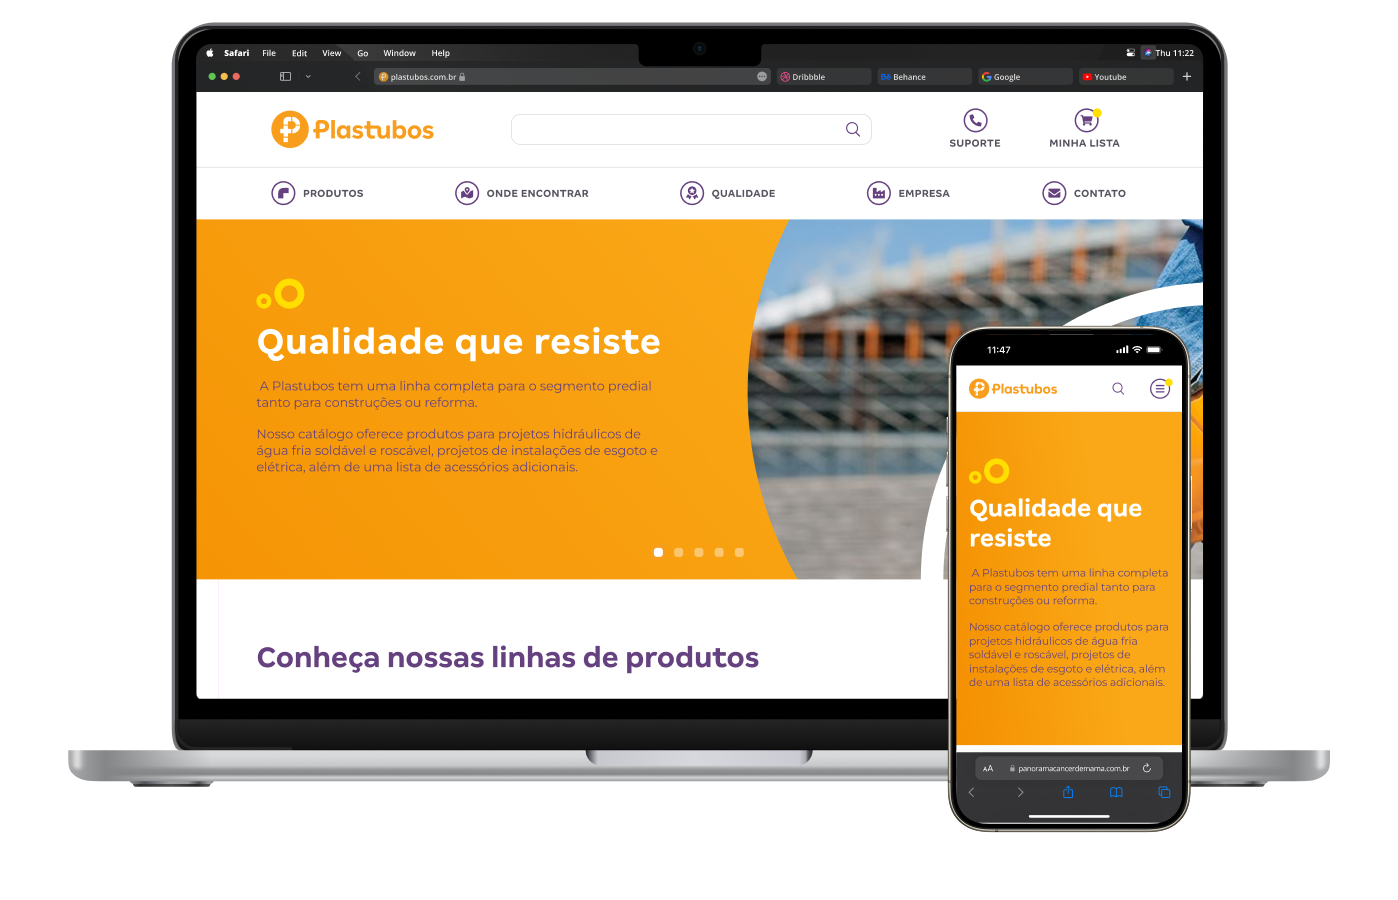 Safari File Edit View Go Window Help Thu 11:22
plastubos.com.br Dribbble Bē Behance Google Youtube
Plastubos
SUPORTE
MINHA LISTA
PRODUTOS
ONDE ENCONTRAR
QUALIDADE
EMPRESA
CONTATO
Qualidade que resiste
A Plastubos tem uma linha completa para o segmento predial
tanto para construções ou reforma.
Nosso catálogo oferece produtos para projetos hidráulicos de
água fria soldável e roscável, projetos de instalações de esgoto e
elétrica, além de uma lista de acessórios adicionais.
Conheça nossas linhas de produtos
11:47
Plastubos
Qualidade que
resiste
A Plastubos tem uma linha completa
para o segmento predial tanto para
construções ou reforma.
Nosso catálogo oferece produtos para
projetos hidráulicos de água fria
soldável e roscável, projetos de
instalações de esgoto e elétrica, além
de uma lista de acessórios adicionais.
AA panoramacancerdemama.com.br